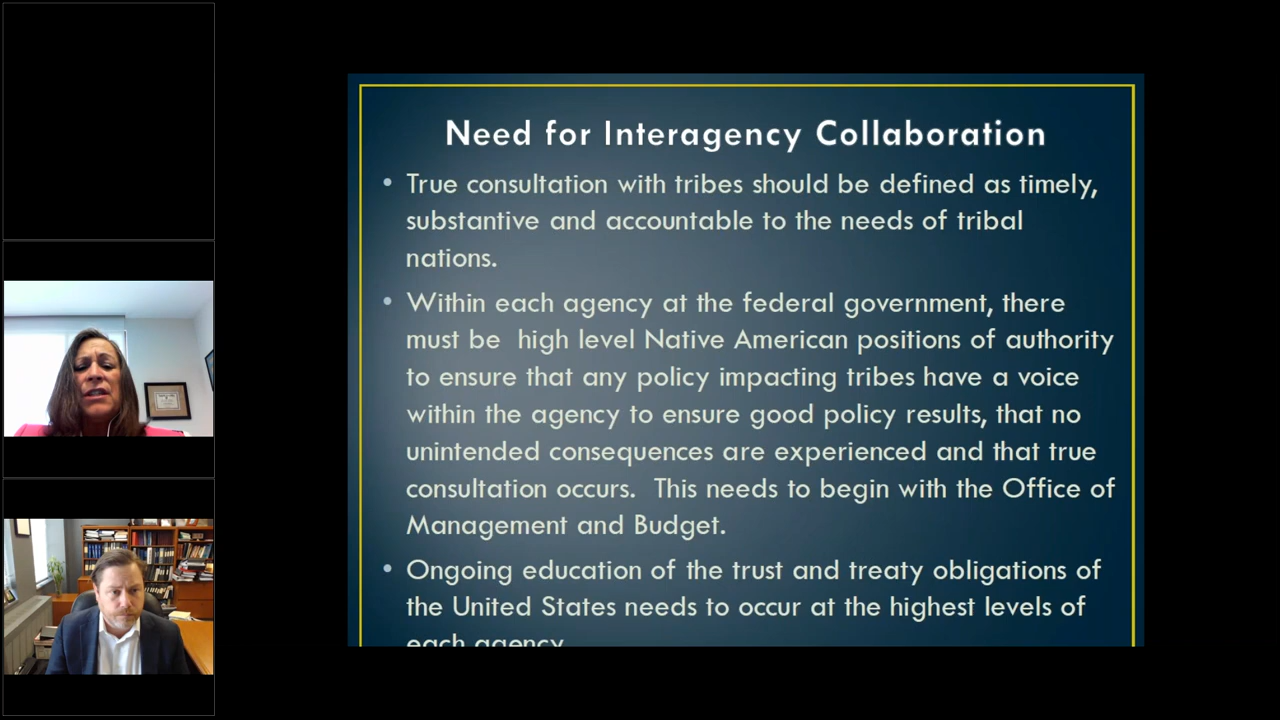 Need for Interagency Collaboration
• True consultation with tribes should be defined as timely,
substantive and accountable to the needs of tribal
nations.
• Within each agency at the federal government, there
must be  high level Native American positions of authority
to ensure that any policy impacting tribes have a voice
within the agency to ensure good policy results, that no
unintended consequences are experienced and that true
consultation occurs.  This needs to begin with the Office of
Management and Budget.
• Ongoing education of the trust and treaty obligations of
the United States needs to occur at the highest levels of
each agency